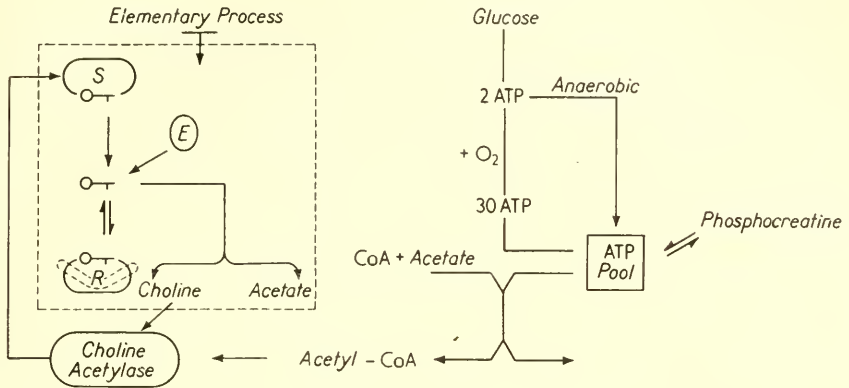 Elementary Process
S
E
R
Choline
Acetate
Choline
Acetylase
Acetyl – CoA
Glucose
2 ATP
Anaerobic
+ O₂
30 ATP
CoA + Acetate
ATP
Pool
Phosphocreatine